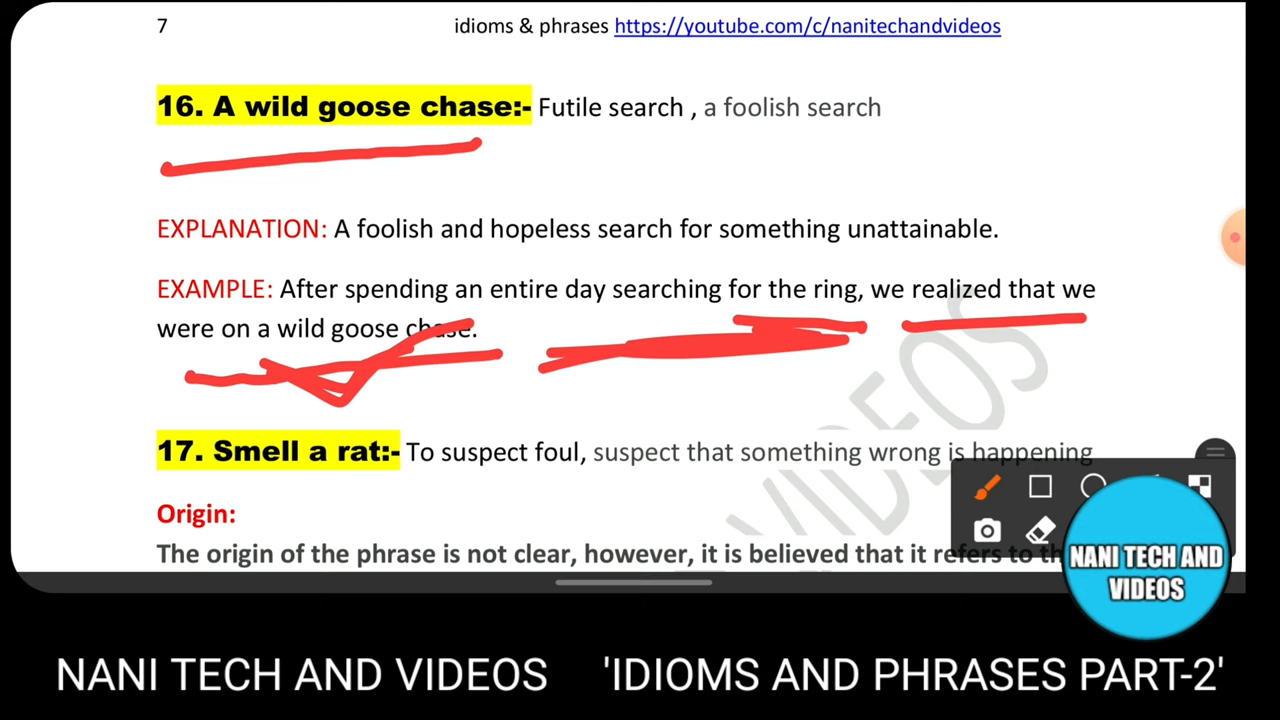 7 idioms & phrases https://youtube.com/c/nanitechandvideos
16. A wild goose chase:- Futile search , a foolish search
EXPLANATION: A foolish and hopeless search for something unattainable.
EXAMPLE: After spending an entire day searching for the ring, we realized that we
were on a wild goose chase.
VIDEOS
17. Smell a rat:- To suspect foul, suspect that something wrong is happening
Origin:
The origin of the phrase is not clear, however, it is believed that it refers to
NANI TECH AND
VIDEOS
NANI TECH AND VIDEOS 'IDIOMS AND PHRASES PART-2'